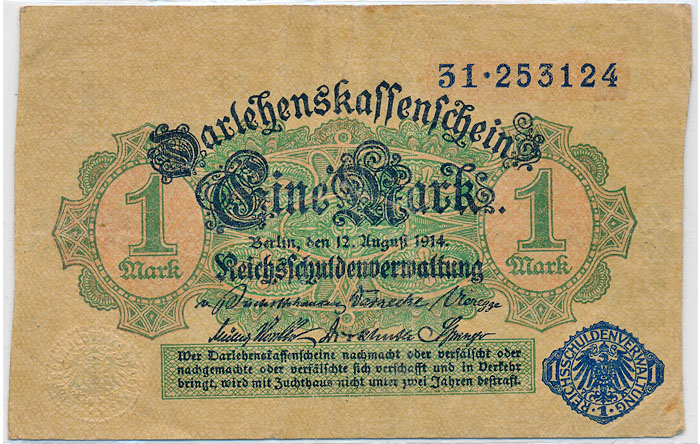 31·253124
Darlehenskassenschein
Eine Mark.
1 Mark
1 Mark
Berlin, den 12. August 1914.
Reichsschuldenverwaltung
Wer Darlehenskassenscheine nachmacht oder verfälscht oder
nachgemachte oder verfälschte sich verschafft und in Verkehr
bringt, wird mit Zuchthaus nicht unter zwei Jahren bestraft.
REICHSSCHULDENVERWALTUNG
1 1
·1·